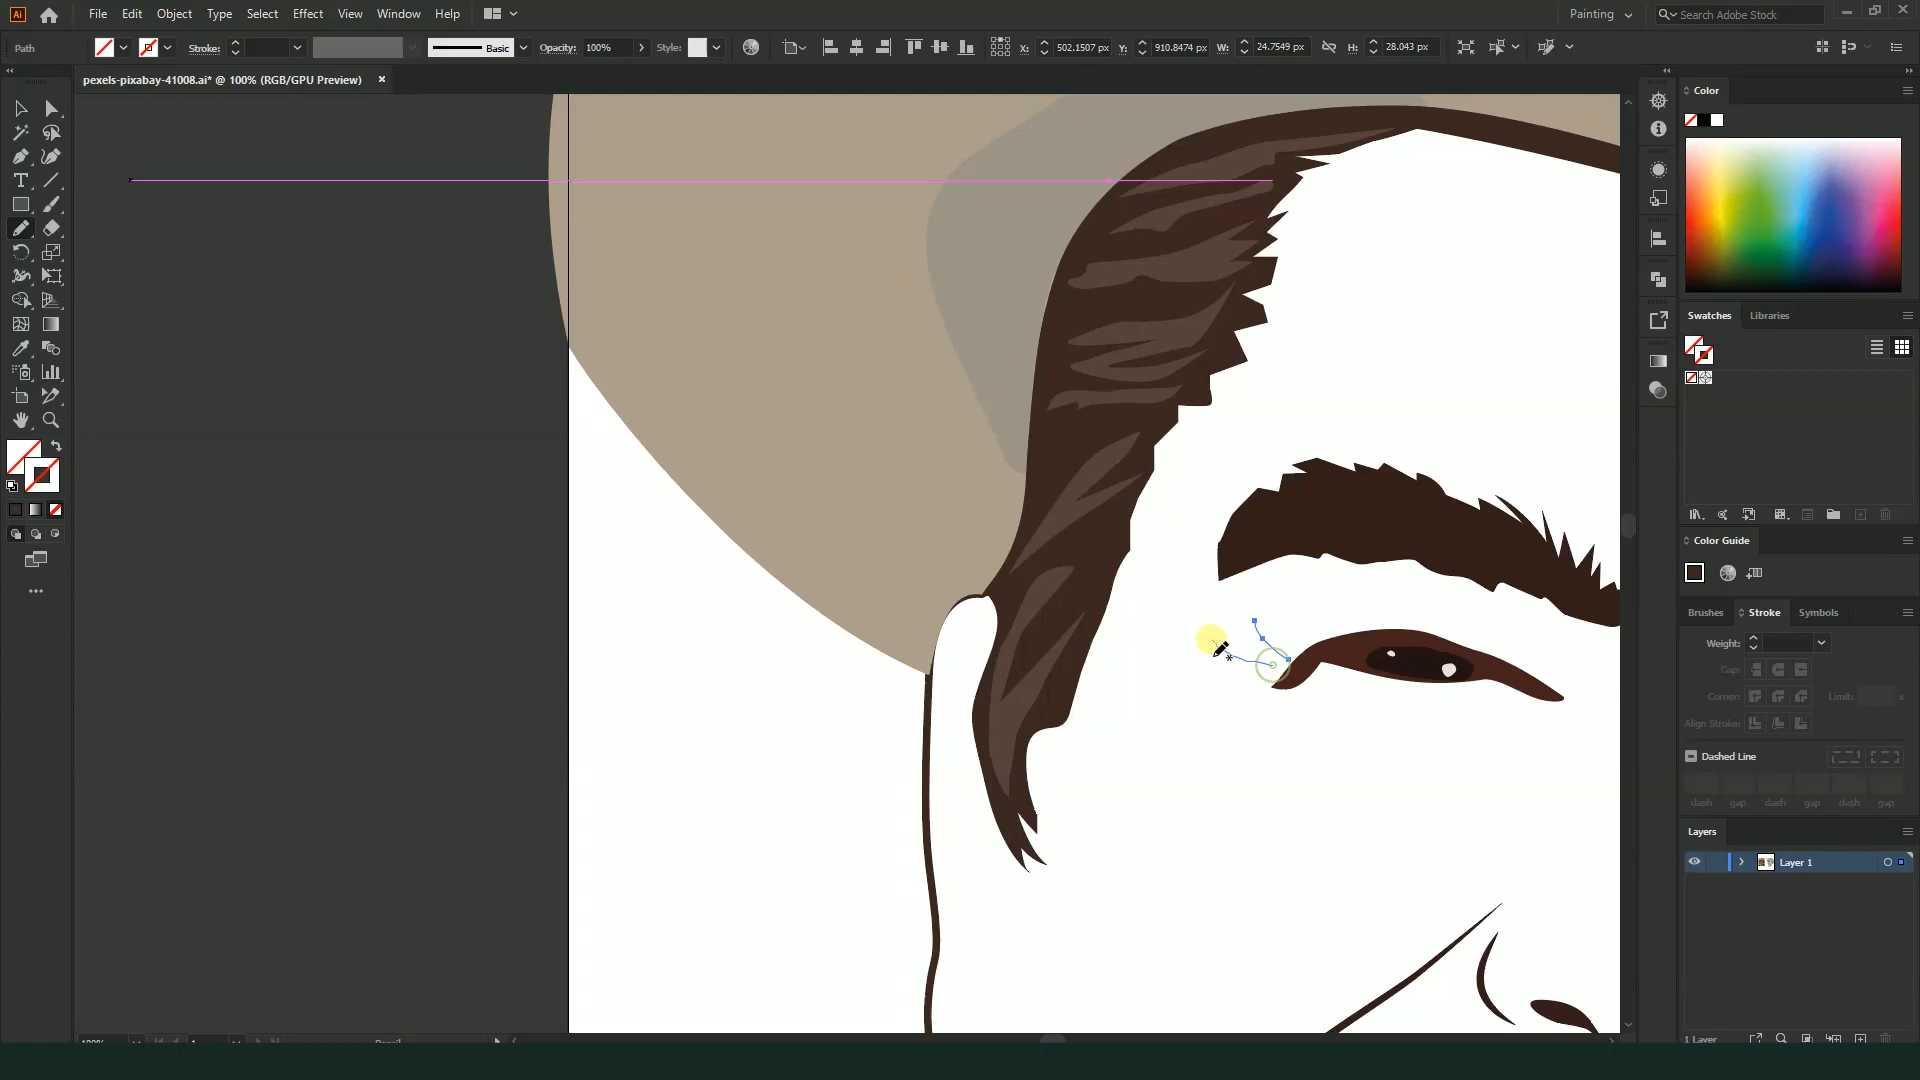 Ai File Edit Object Type Select Effect View Window Help Painting Search Adobe Stock
Path Stroke: Basic Opacity: 100% Style: X: 502.1507 px Y: 910.8474 px W: 24.7549 px H: 28.043 px
pexels-pixabay-41008.ai* @ 100% (RGB/GPU Preview) ×
Color
Swatches Libraries
Color Guide
Brushes Stroke Symbols
Weight:
Cap:
Corner: Limit: x
Align Stroke:
Dashed Line
dash gap dash gap dash gap
Layers
Layer 1
100% 1 Pencil
1 Layer